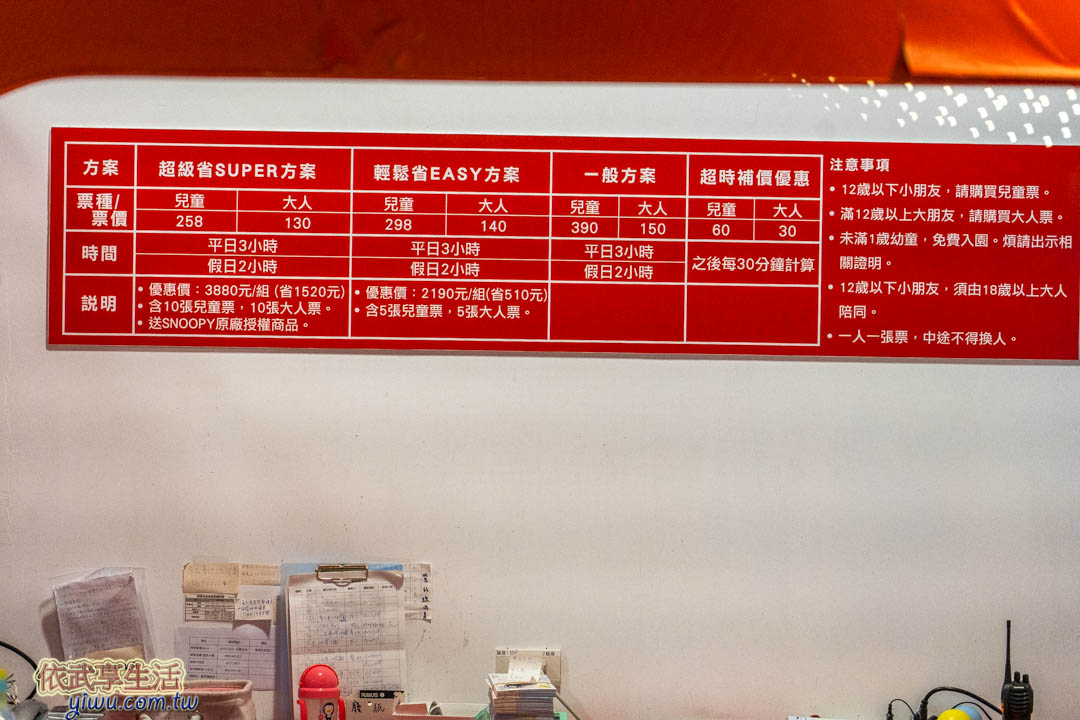 方案 超級省SUPER方案 輕鬆省EASY方案 一般方案 超時補價優惠
票種/票價 兒童 大人 兒童 大人 兒童 大人 兒童 大人
258 130 298 140 390 150 60 30
時間 平日3小時 平日3小時 平日3小時 之後每30分鐘計算
假日2小時 假日2小時 假日2小時
說明
• 優惠價：3880元/組 (省1520元)
• 含10張兒童票，10張大人票。
• 送SNOOPY原廠授權商品。
• 優惠價：2190元/組(省510元)
• 含5張兒童票，5張大人票。
注意事項
• 12歲以下小朋友，請購買兒童票。
• 滿12歲以上大朋友，請購買大人票。
• 未滿1歲幼童，免費入園。煩請出示相
關證明。
• 12歲以下小朋友，須由18歲以上大人
陪同。
• 一人一張票，中途不得換人。
依武享生活
yiwu.com.tw